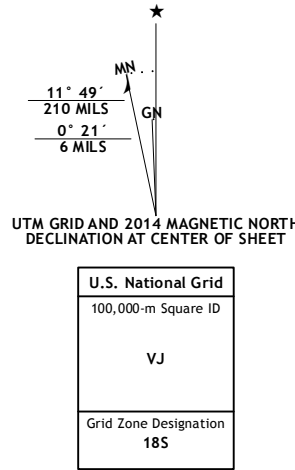 ★
MN
11° 49´
210 MILS
GN
0° 21´
6 MILS
UTM GRID AND 2014 MAGNETIC NORTH
DECLINATION AT CENTER OF SHEET
U.S. National Grid
100,000-m Square ID
VJ
Grid Zone Designation
18S